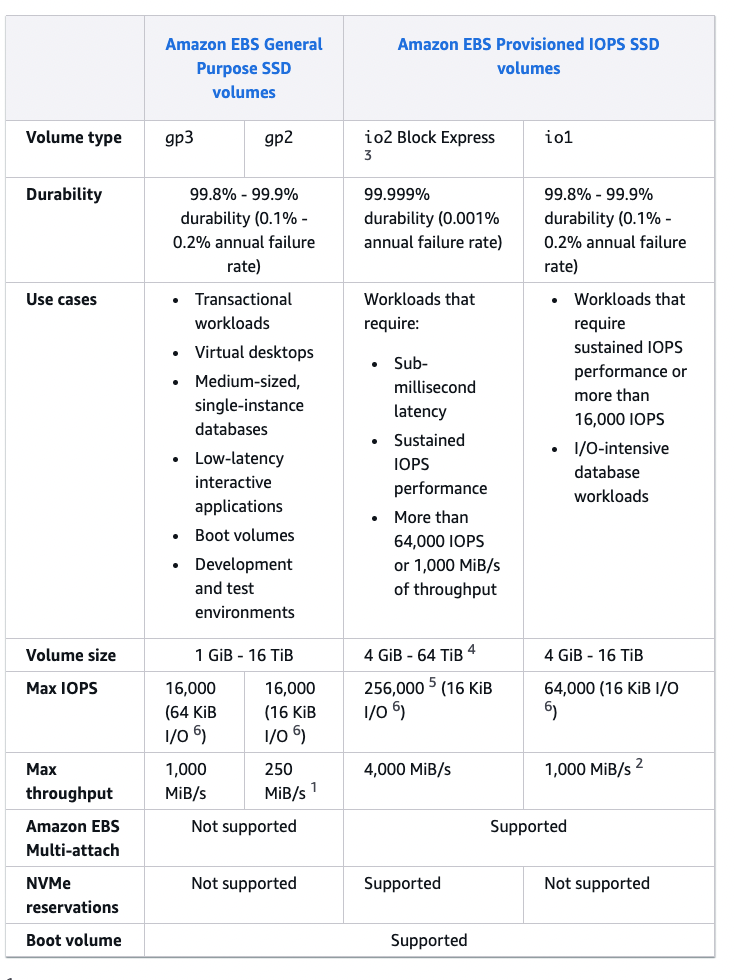 Amazon EBS General
Purpose SSD
volumes
Amazon EBS Provisioned IOPS SSD
volumes
Volume type
gp3
gp2
io2 Block Express
3
io1
Durability
99.8% - 99.9%
durability (0.1% -
0.2% annual failure
rate)
99.999%
durability (0.001%
annual failure rate)
99.8% - 99.9%
durability (0.1% -
0.2% annual failure
rate)
Use cases
• Transactional
workloads
• Virtual desktops
• Medium-sized,
single-instance
databases
• Low-latency
interactive
applications
• Boot volumes
• Development
and test
environments
Workloads that
require:
• Sub-
millisecond
latency
• Sustained
IOPS
performance
• More than
64,000 IOPS
or 1,000 MiB/s
of throughput
• Workloads that
require
sustained IOPS
performance or
more than
16,000 IOPS
• I/O-intensive
database
workloads
Volume size
1 GiB - 16 TiB
4 GiB - 64 TiB 4
4 GiB - 16 TiB
Max IOPS
16,000
(64 KiB
I/O 6)
16,000
(16 KiB
I/O 6)
256,000 5 (16 KiB
I/O 6)
64,000 (16 KiB I/O
6)
Max
throughput
1,000
MiB/s
250
MiB/s 1
4,000 MiB/s
1,000 MiB/s 2
Amazon EBS
Multi-attach
Not supported
Supported
NVMe
reservations
Not supported
Supported
Not supported
Boot volume
Supported